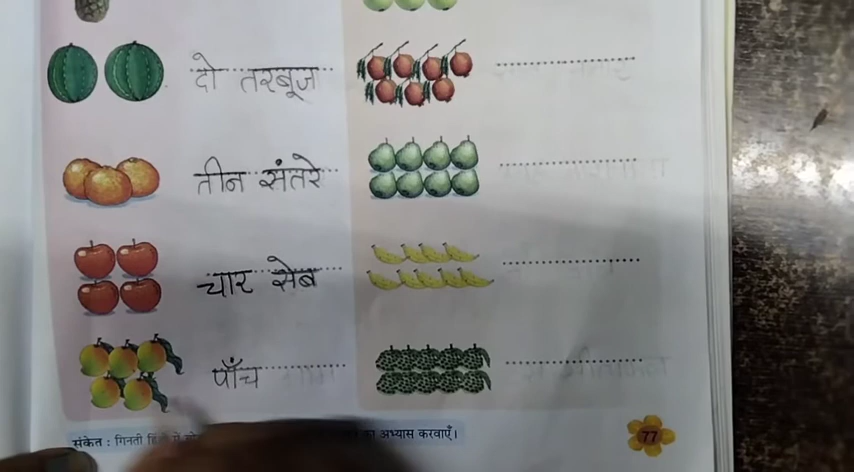 दो तरबूज
तीन संतरे
चार सेब
पाँच
संकेत : गिनती
का अभ्यास करवाएँ।
77